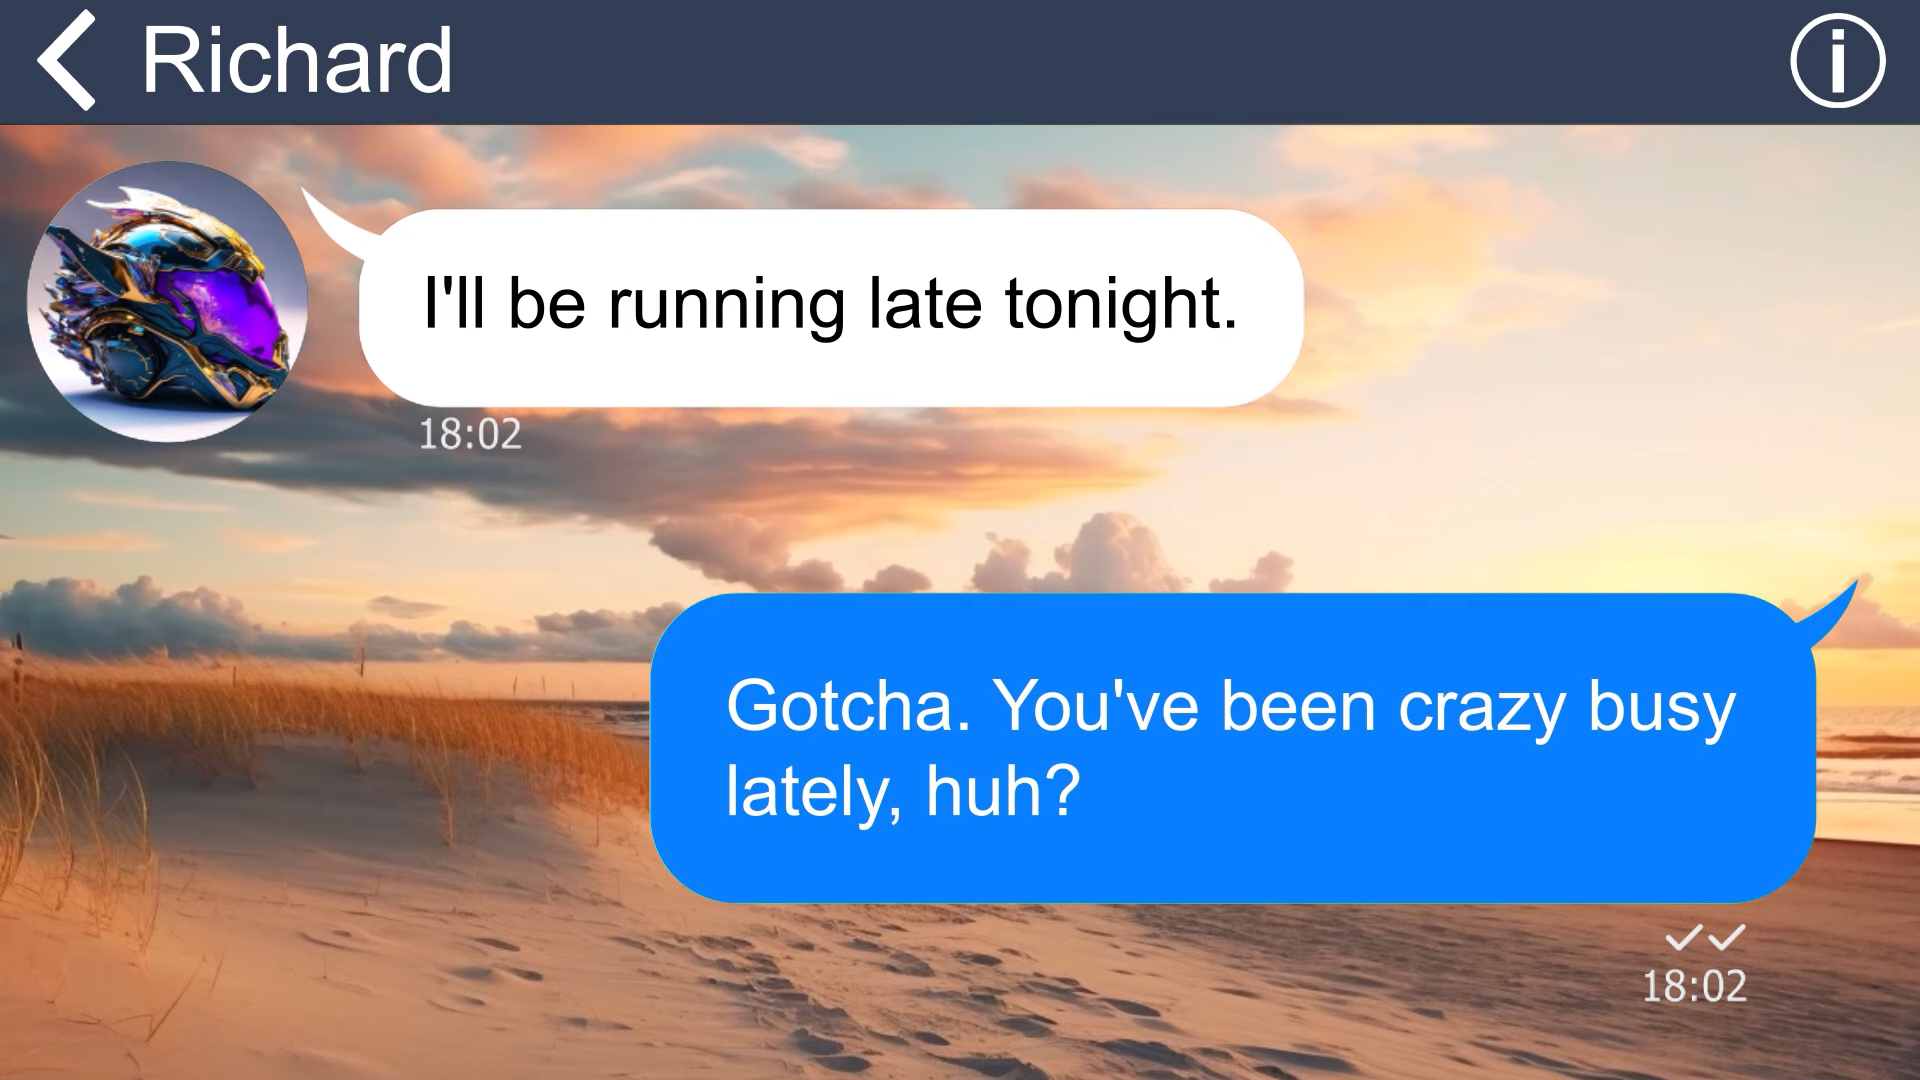 Richard
I'll be running late tonight.
18:02
Gotcha. You've been crazy busy
lately, huh?
18:02